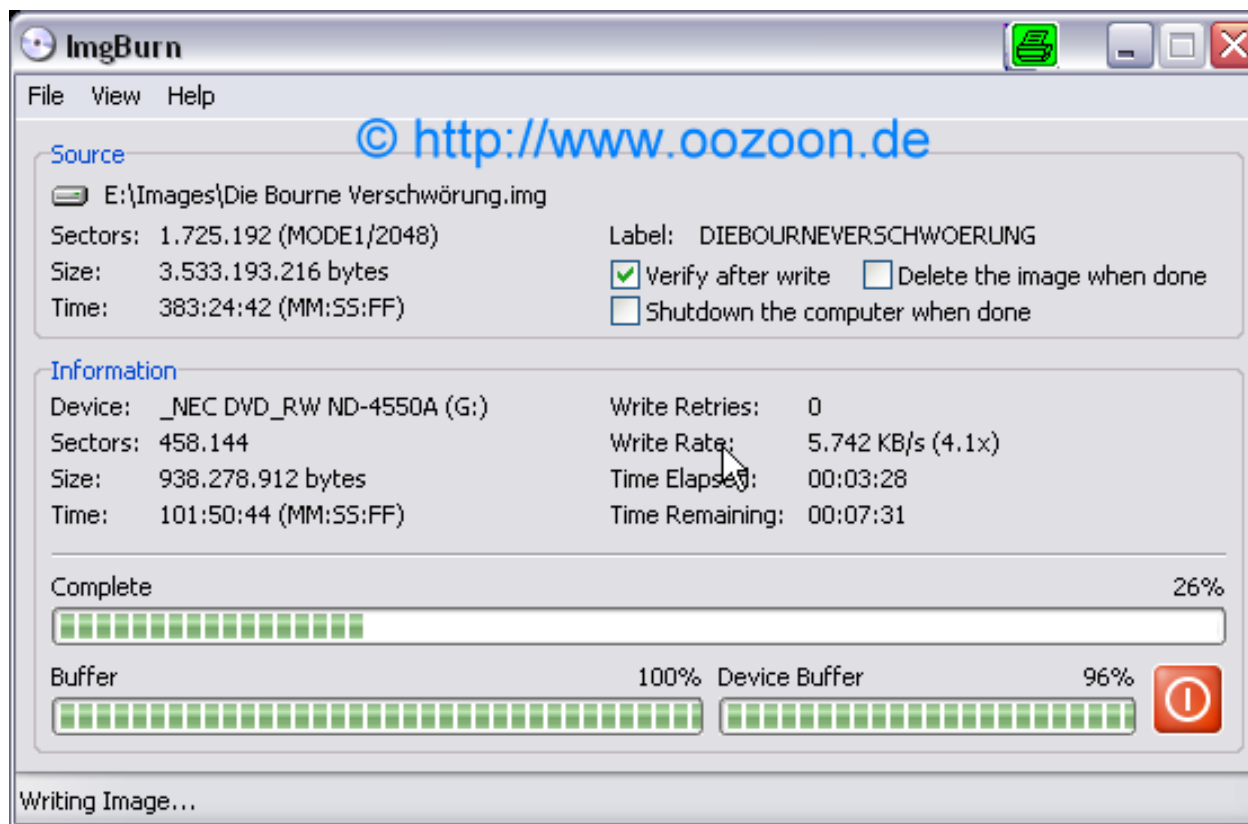 ImgBurn
File View Help
© http://www.oozoon.de
Source
E:\Images\Die Bourne Verschwörung.img
Sectors: 1.725.192 (MODE1/2048) Label: DIEBOURNEVERSCHWOERUNG
Size: 3.533.193.216 bytes Verify after write Delete the image when done
Time: 383:24:42 (MM:SS:FF) Shutdown the computer when done
Information
Device: _NEC DVD_RW ND-4550A (G:) Write Retries: 0
Sectors: 458.144 Write Rate: 5.742 KB/s (4.1x)
Size: 938.278.912 bytes Time Elapsed: 00:03:28
Time: 101:50:44 (MM:SS:FF) Time Remaining: 00:07:31
Complete 26%
Buffer 100% Device Buffer 96%
Writing Image...